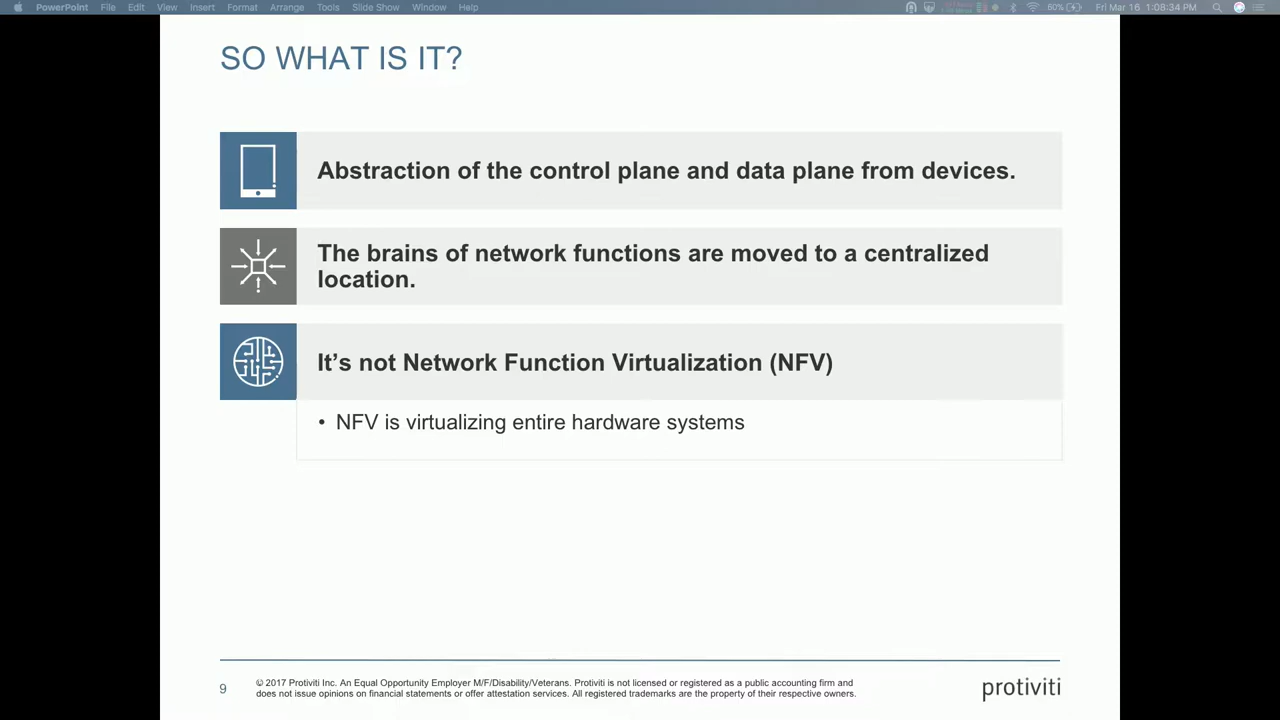 PowerPoint File Edit View Insert Format Arrange Tools Slide Show Window Help 50% Fri Mar 16 1:08:34 PM
SO WHAT IS IT?
Abstraction of the control plane and data plane from devices.
The brains of network functions are moved to a centralized
location.
It's not Network Function Virtualization (NFV)
• NFV is virtualizing entire hardware systems
9
© 2017 Protiviti Inc. An Equal Opportunity Employer M/F/Disability/Veterans. Protiviti is not licensed or registered as a public accounting firm and
does not issue opinions on financial statements or offer attestation services. All registered trademarks are the property of their respective owners.
protiviti